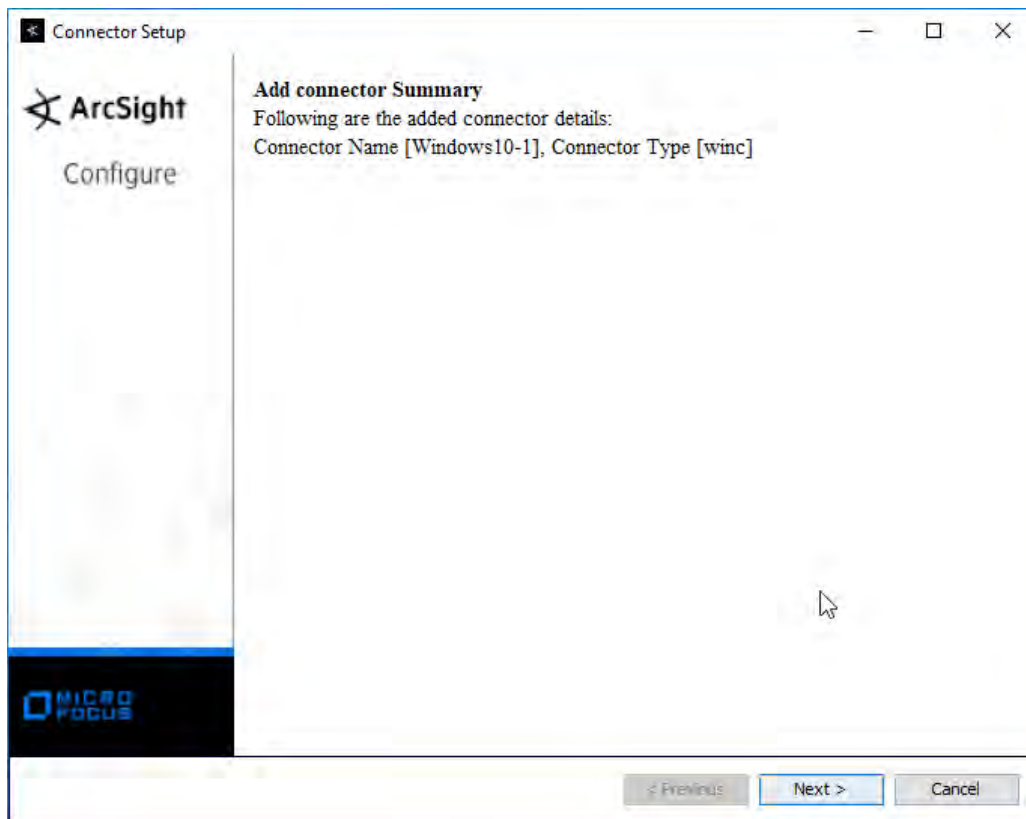 Connector Setup
ArcSight
Configure
Add connector Summary
Following are the added connector details:
Connector Name [Windows10-1], Connector Type [winc]
MICRO
FOCUS
< Previous
Next >
Cancel